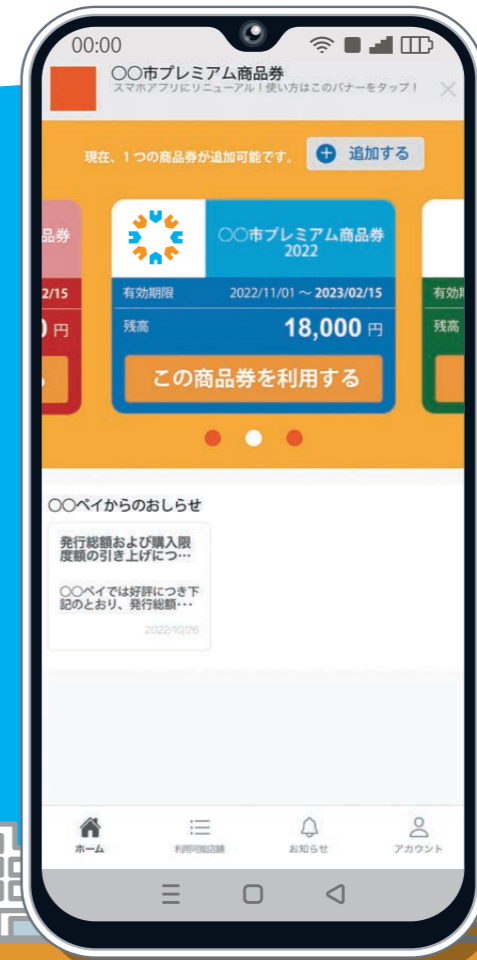 00:00
〇〇市プレミアム商品券
スマホアプリにリニューアル！使い方はこのバナーをタップ！
現在、1つの商品券が追加可能です。
追加する
品券
2/15
円
〇〇市プレミアム商品券
2022
有効期限 2022/11/01 ～ 2023/02/15
残高 18,000 円
この商品券を利用する
有効
残高
〇〇ペイからのおしらせ
発行総額および購入限
度額の引き上げにつ…
〇〇ペイでは好評につき下
記のとおり、発行総額・・・
2022/10/26
ホーム
利用可能店舗
お知らせ
アカウント